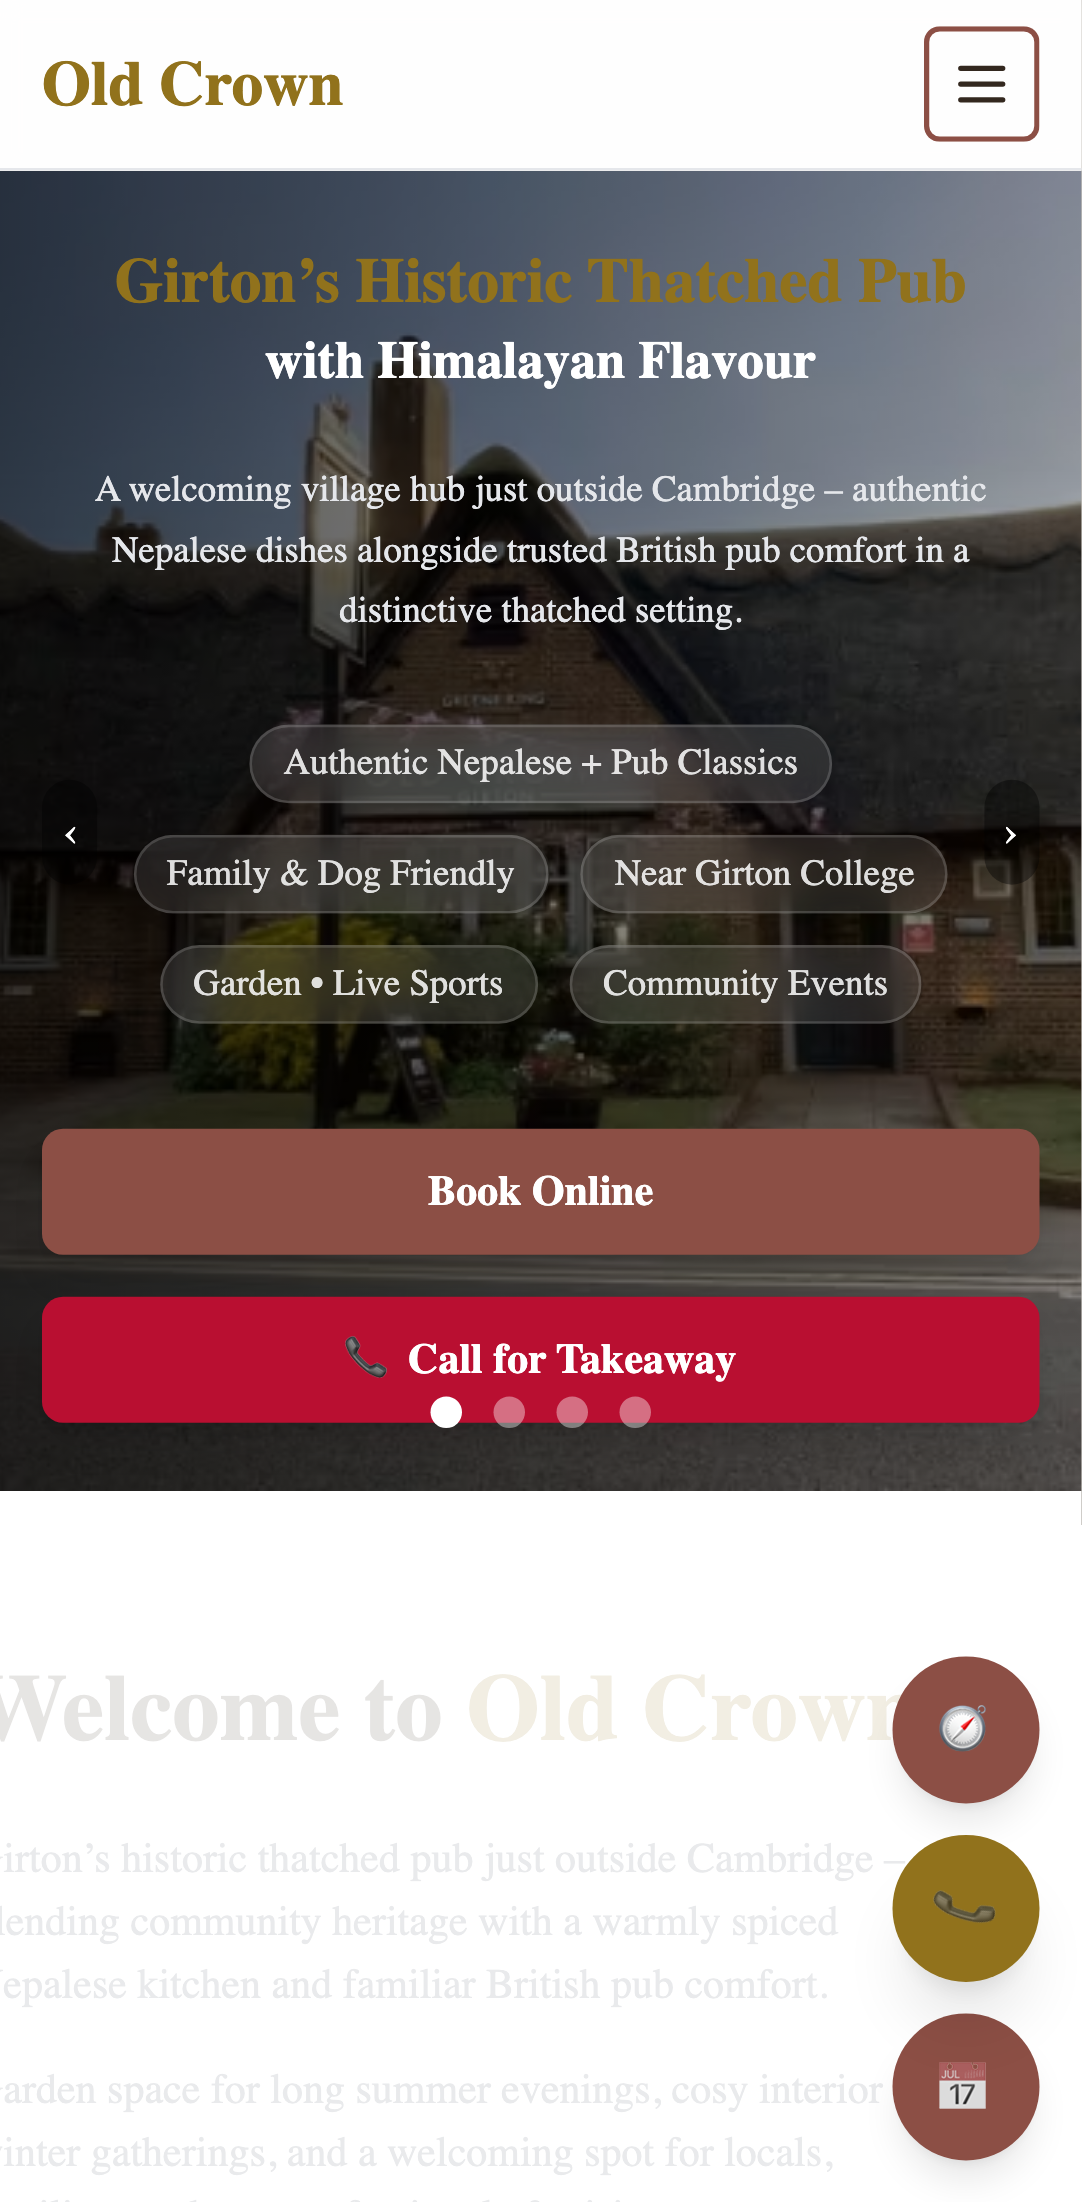 Old Crown
Girton’s Historic Thatched Pub
with Himalayan Flavour
A welcoming village hub just outside Cambridge – authentic
Nepalese dishes alongside trusted British pub comfort in a
distinctive thatched setting.
GREENE KING
Authentic Nepalese + Pub Classics
GIRTON
‹
›
Family & Dog Friendly
Near Girton College
Garden • Live Sports
Community Events
Book Online
Call for Takeaway
Welcome to Old Crown
irton’s historic thatched pub just outside Cambridge –
lending community heritage with a warmly spiced
epalese kitchen and familiar British pub comfort.
arden space for long summer evenings, cosy interior
inter gatherings, and a welcoming spot for locals,
JUL
17